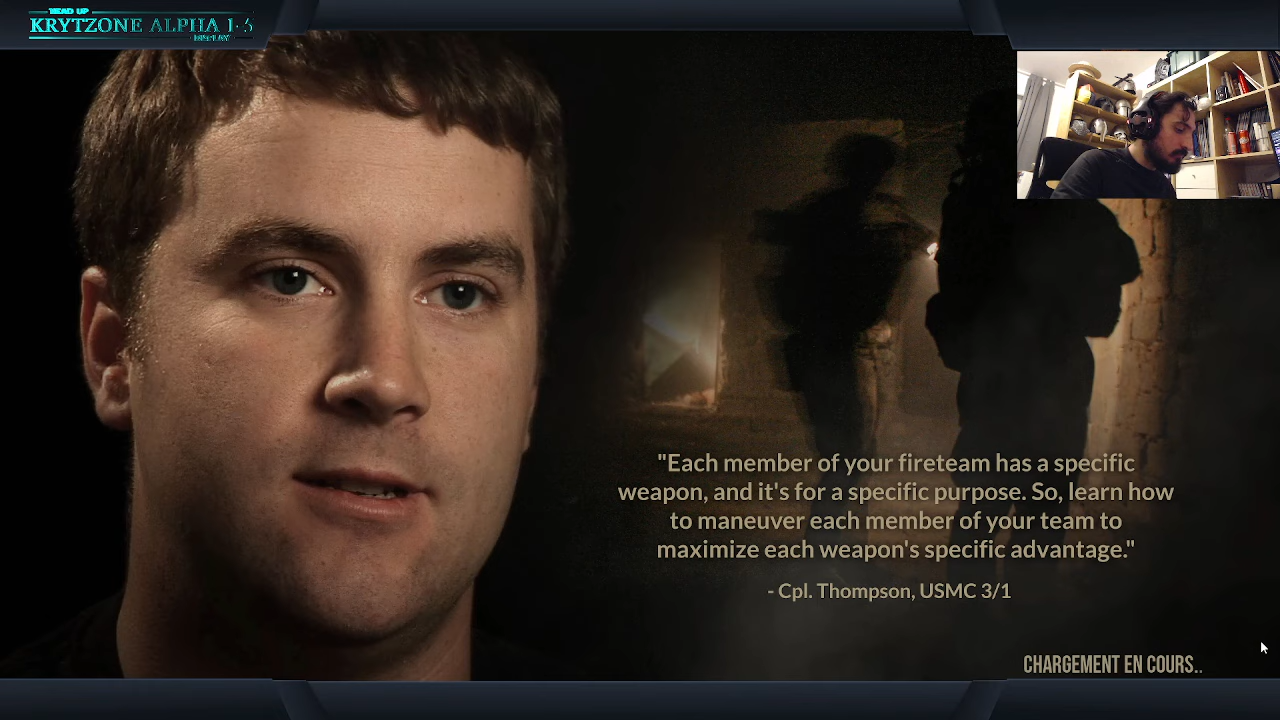 HEAD UP
KRYTZONE ALPHA 1.3
"Each member of your fireteam has a specific
weapon, and it's for a specific purpose. So, learn how
to maneuver each member of your team to
maximize each weapon's specific advantage."
- Cpl. Thompson, USMC 3/1
CHARGEMENT EN COURS..